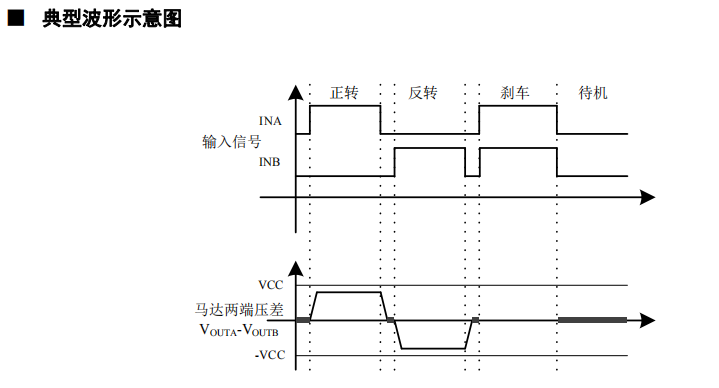 ■ 典型波形示意图
正转 反转 刹车 待机
INA
输入信号
INB
VCC
马达两端压差
VOUTA-VOUTB
-VCC